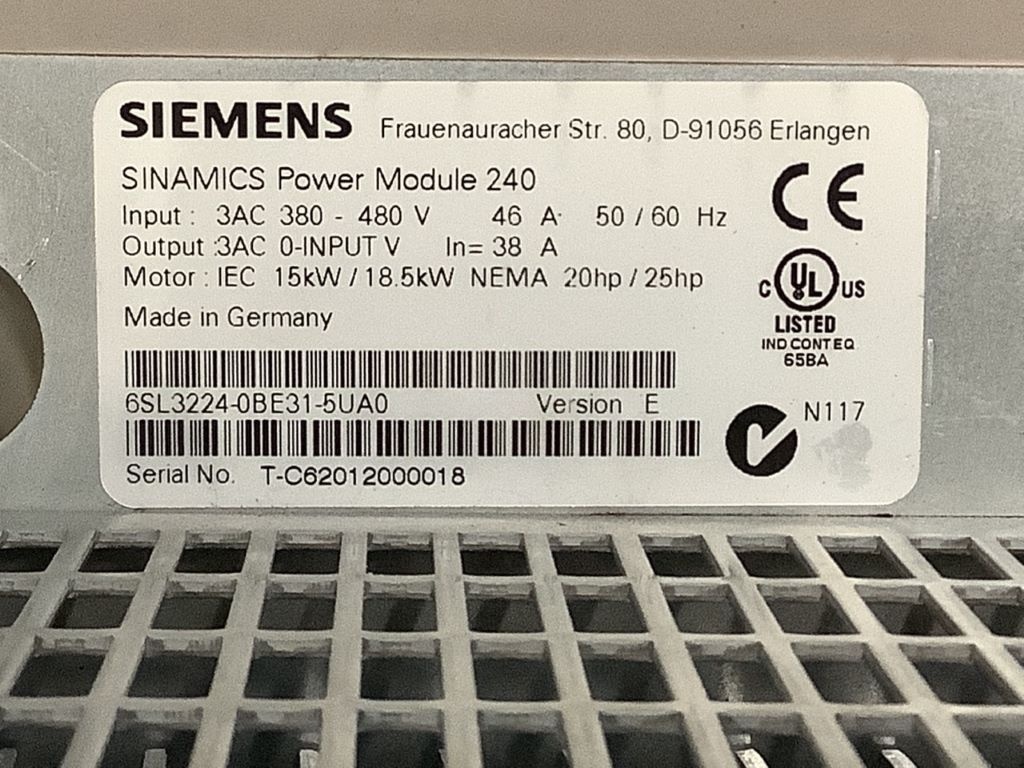 SIEMENS Frauenauracher Str. 80, D-91056 Erlangen
SINAMICS Power Module 240
Input : 3AC 380 - 480 V 46 A 50 / 60 Hz
Output :3AC 0-INPUT V In= 38 A
Motor : IEC 15kW / 18.5kW NEMA 20hp / 25hp
Made in Germany
CE
C UL US
LISTED
IND CONT EQ
65BA
6SL3224-0BE31-5UA0 Version E
N117
Serial No. T-C62012000018